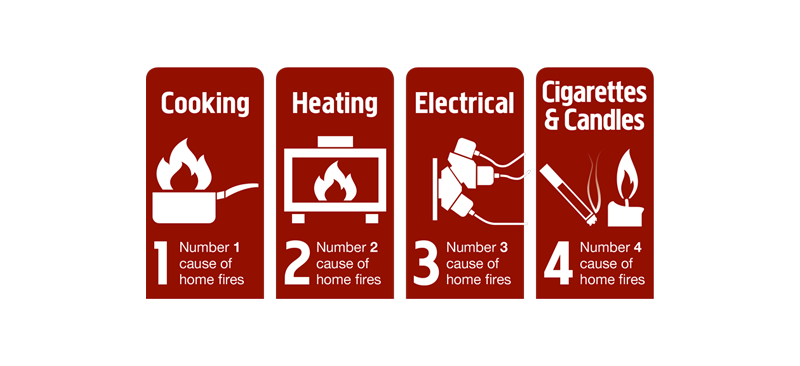 Cooking
1
Number 1
cause of
home fires
Heating
2
Number 2
cause of
home fires
Electrical
3
Number 3
cause of
home fires
Cigarettes
& Candles
4
Number 4
cause of
home fires